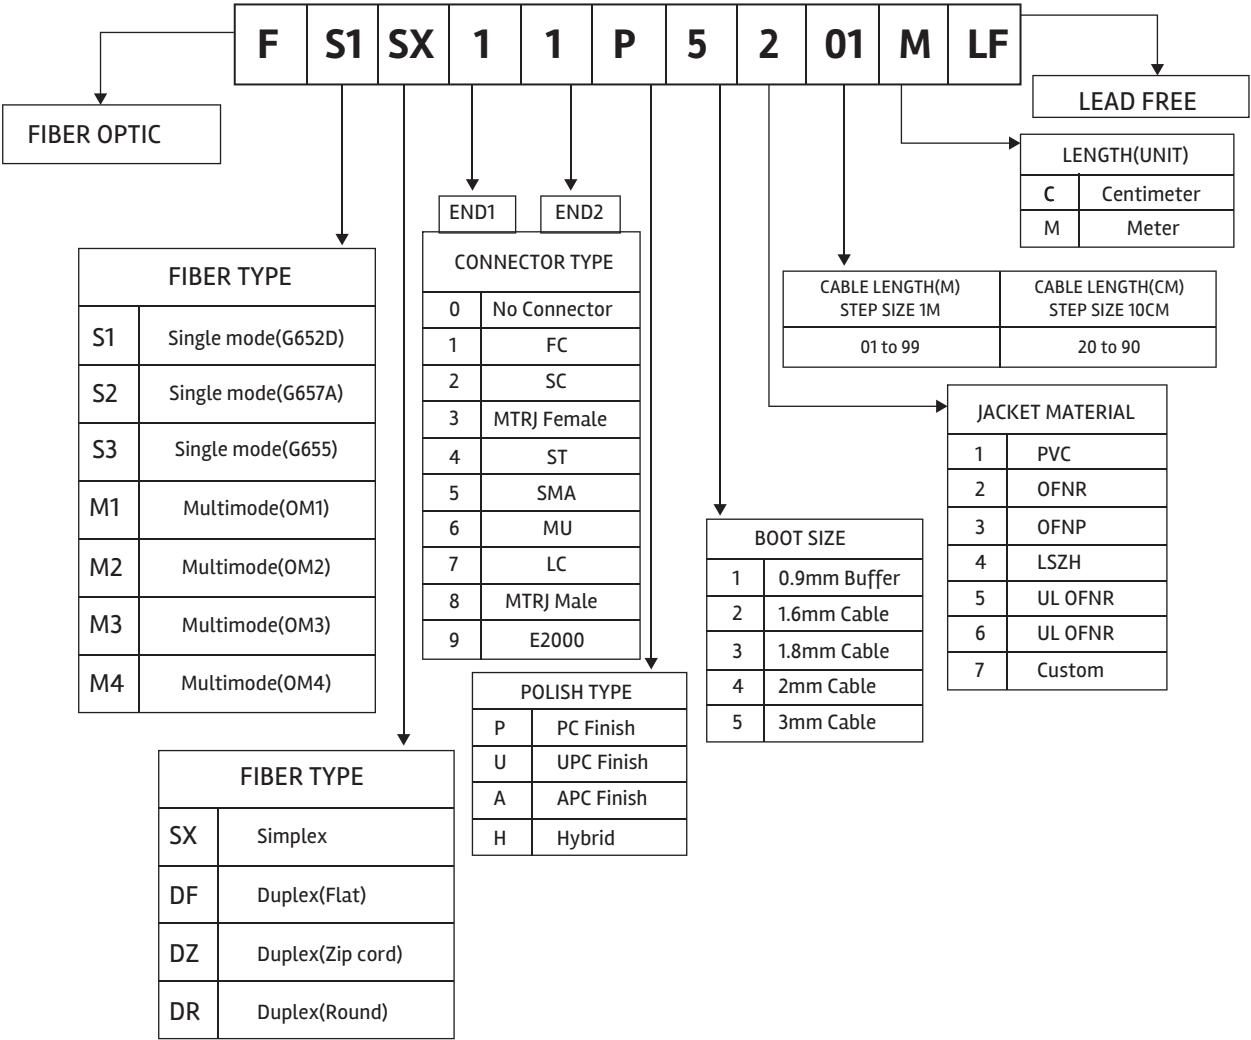 F S1 SX 1 1 P 5 2 01 M LF
FIBER OPTIC
LEAD FREE
LENGTH(UNIT)
C Centimeter
M Meter
END1 END2
CONNECTOR TYPE
0 No Connector
1 FC
2 SC
3 MTRJ Female
4 ST
5 SMA
6 MU
7 LC
8 MTRJ Male
9 E2000
FIBER TYPE
S1 Single mode(G652D)
S2 Single mode(G657A)
S3 Single mode(G655)
M1 Multimode(OM1)
M2 Multimode(OM2)
M3 Multimode(OM3)
M4 Multimode(OM4)
CABLE LENGTH(M)
STEP SIZE 1M
01 to 99
CABLE LENGTH(CM)
STEP SIZE 10CM
20 to 90
JACKET MATERIAL
1 PVC
2 OFNR
3 OFNP
4 LSZH
5 UL OFNR
6 UL OFNR
7 Custom
BOOT SIZE
1 0.9mm Buffer
2 1.6mm Cable
3 1.8mm Cable
4 2mm Cable
5 3mm Cable
POLISH TYPE
P PC Finish
U UPC Finish
A APC Finish
H Hybrid
FIBER TYPE
SX Simplex
DF Duplex(Flat)
DZ Duplex(Zip cord)
DR Duplex(Round)